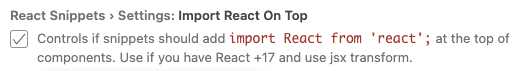 React Snippets › Settings: Import React On Top
Controls if snippets should add import React from 'react'; at the top of
components. Use if you have React +17 and use jsx transform.